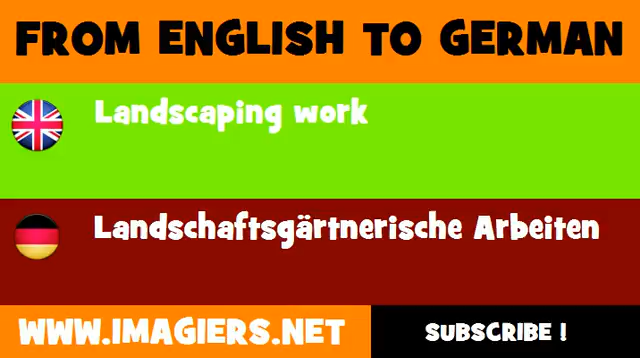 FROM ENGLISH TO GERMAN
Landscaping work
Landschaftsgärtnerische Arbeiten
WWW.IMAGIERS.NET
SUBSCRIBE !